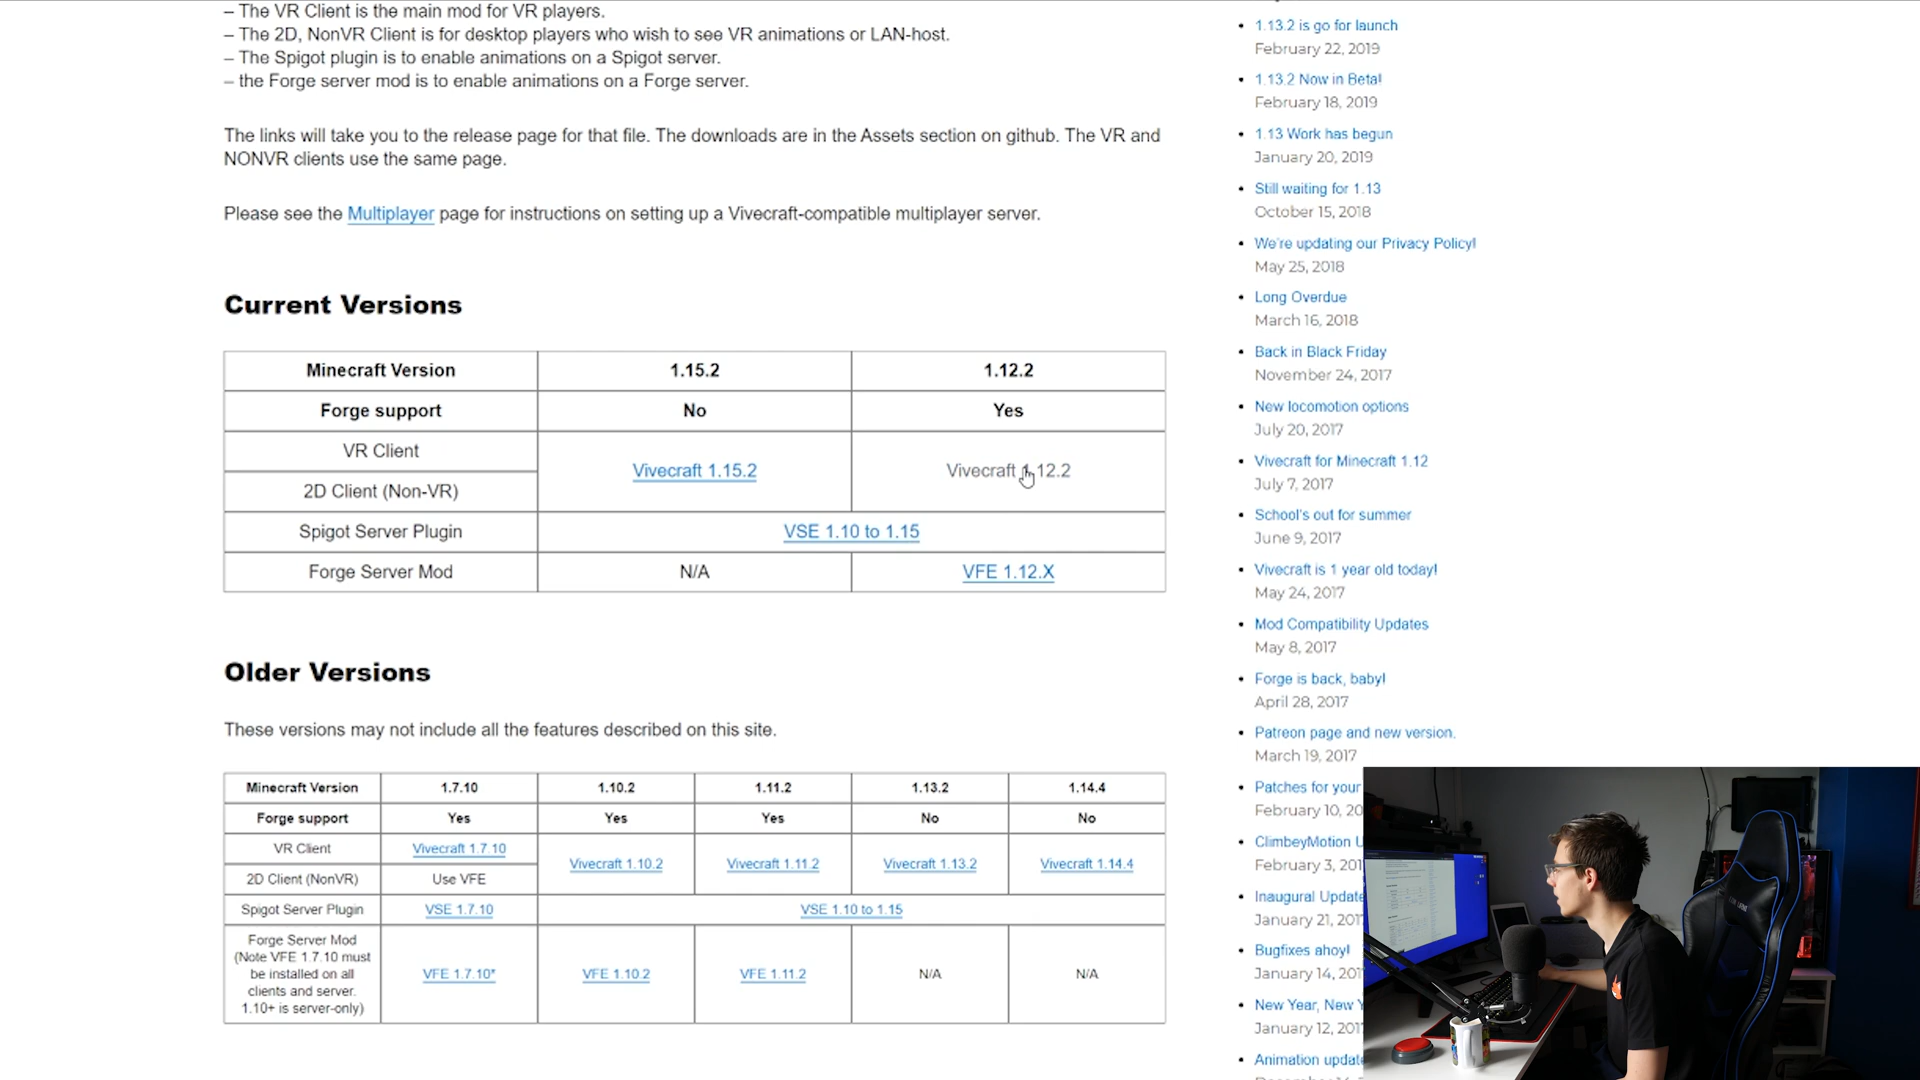 – The VR Client is the main mod for VR players.
– The 2D, NonVR Client is for desktop players who wish to see VR animations or LAN-host.
– The Spigot plugin is to enable animations on a Spigot server.
– the Forge server mod is to enable animations on a Forge server.
The links will take you to the release page for that file. The downloads are in the Assets section on github. The VR and
NONVR clients use the same page.
Please see the Multiplayer page for instructions on setting up a Vivecraft-compatible multiplayer server.
Current Versions
Minecraft Version 1.15.2 1.12.2
Forge support No Yes
VR Client
Vivecraft 1.15.2 Vivecraft 1.12.2
2D Client (Non-VR)
Spigot Server Plugin VSE 1.10 to 1.15
Forge Server Mod N/A VFE 1.12.X
Older Versions
These versions may not include all the features described on this site.
Minecraft Version 1.7.10 1.10.2 1.11.2 1.13.2 1.14.4
Forge support Yes Yes Yes No No
VR Client Vivecraft 1.7.10
Vivecraft 1.10.2 Vivecraft 1.11.2 Vivecraft 1.13.2 Vivecraft 1.14.4
2D Client (NonVR) Use VFE
Spigot Server Plugin VSE 1.7.10 VSE 1.10 to 1.15
Forge Server Mod
(Note VFE 1.7.10 must
be installed on all
clients and server.
1.10+ is server-only)
VFE 1.7.10* VFE 1.10.2 VFE 1.11.2 N/A N/A
1.13.2 is go for launch
February 22, 2019
1.13.2 Now in Beta!
February 18, 2019
1.13 Work has begun
January 20, 2019
Still waiting for 1.13
October 15, 2018
We're updating our Privacy Policy!
May 25, 2018
Long Overdue
March 16, 2018
Back in Black Friday
November 24, 2017
New locomotion options
July 20, 2017
Vivecraft for Minecraft 1.12
July 7, 2017
School's out for summer
June 9, 2017
Vivecraft is 1 year old today!
May 24, 2017
Mod Compatibility Updates
May 8, 2017
Forge is back, baby!
April 28, 2017
Patreon page and new version.
March 19, 2017
Patches for your
February 10, 20
ClimbeyMotion U
February 3, 201
Inaugural Update
January 21, 201
Bugfixes ahoy!
January 14, 201
New Year, New Y
January 12, 201
Animation update